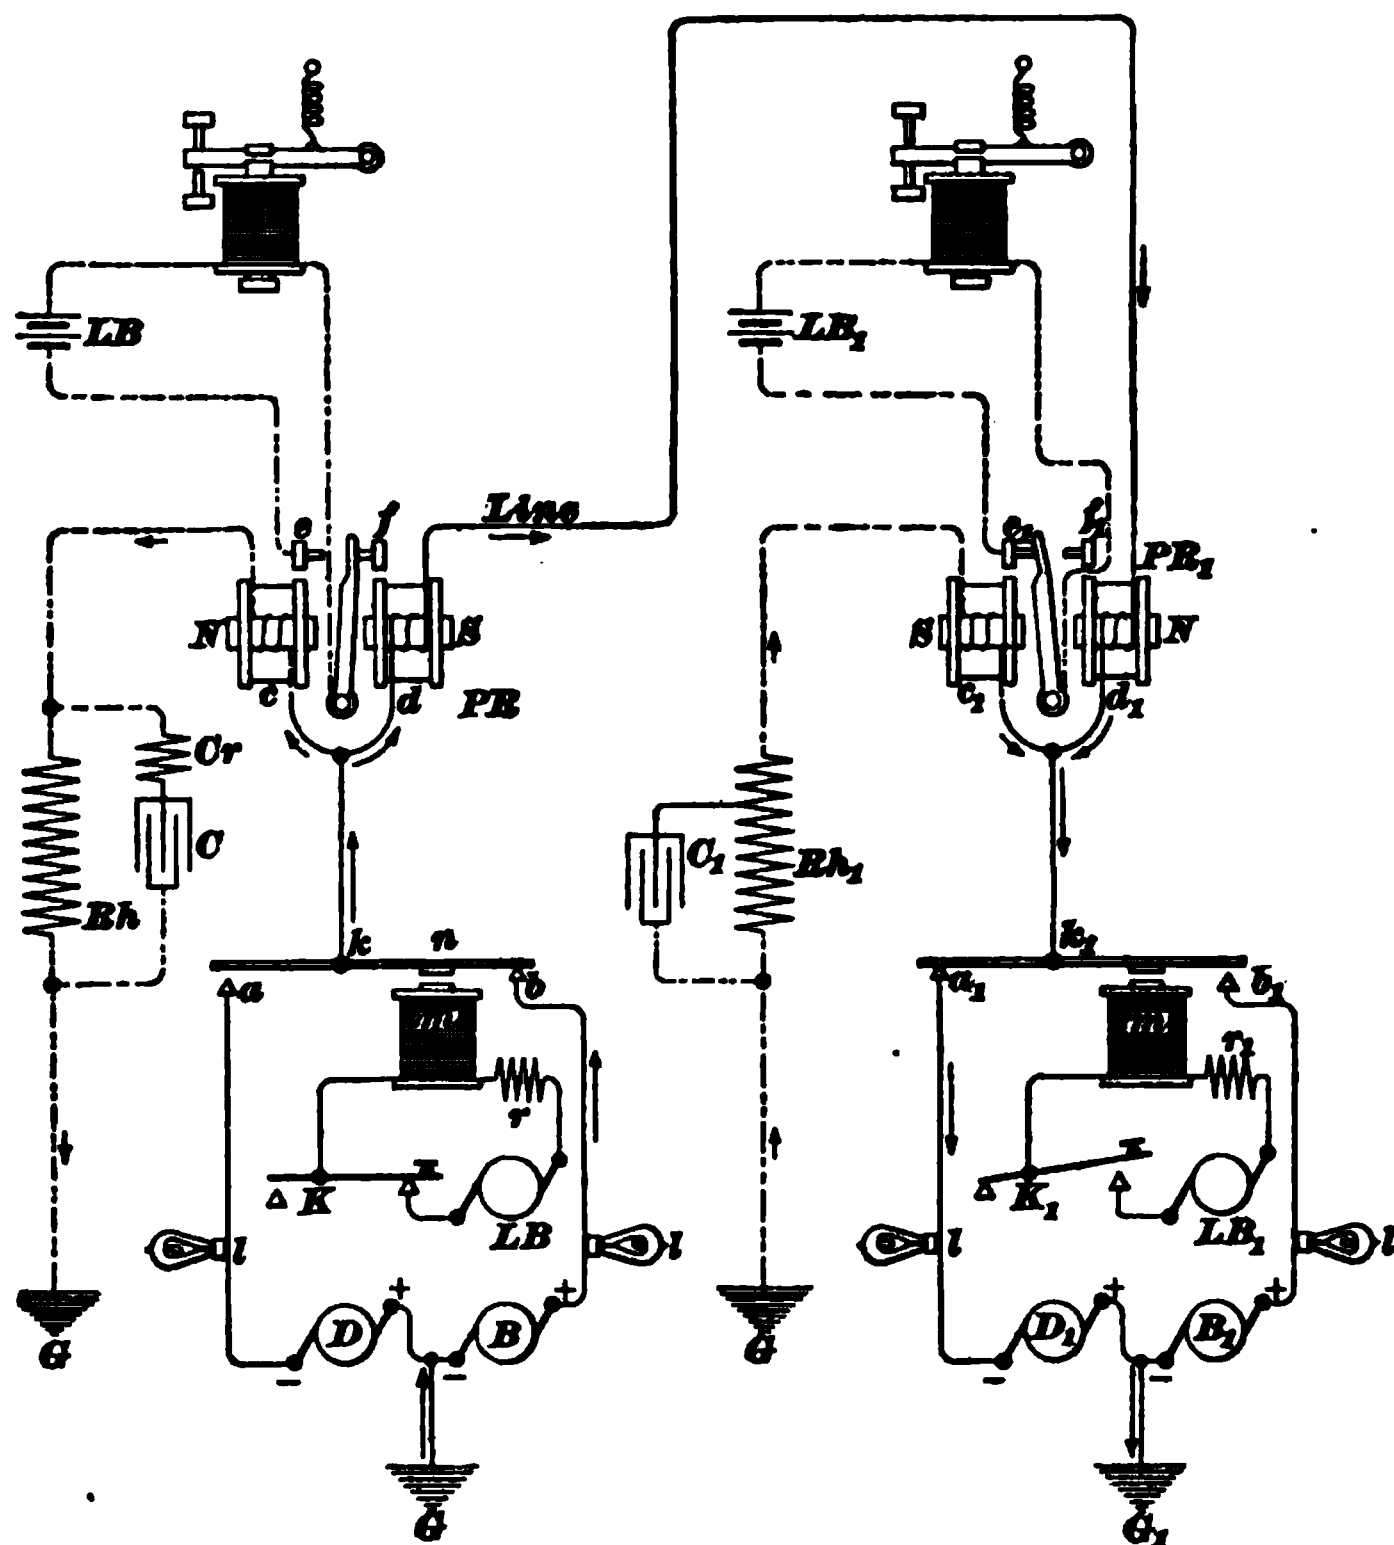 LB
LB₁
Line
e
f
e₁
f₁
PR₁
N
S
S
N
c
d
PR
c₁
d₁
Cr
C
Rh
C₁
Rh₁
k
n
k₁
a
b
a₁
b₁
m
m
r
r₁
K
K₁
LB
LB₁
l
l
l
l
+
+
+
+
D
B
D₁
B₁
G
G
−
−
−
−
G
G₁